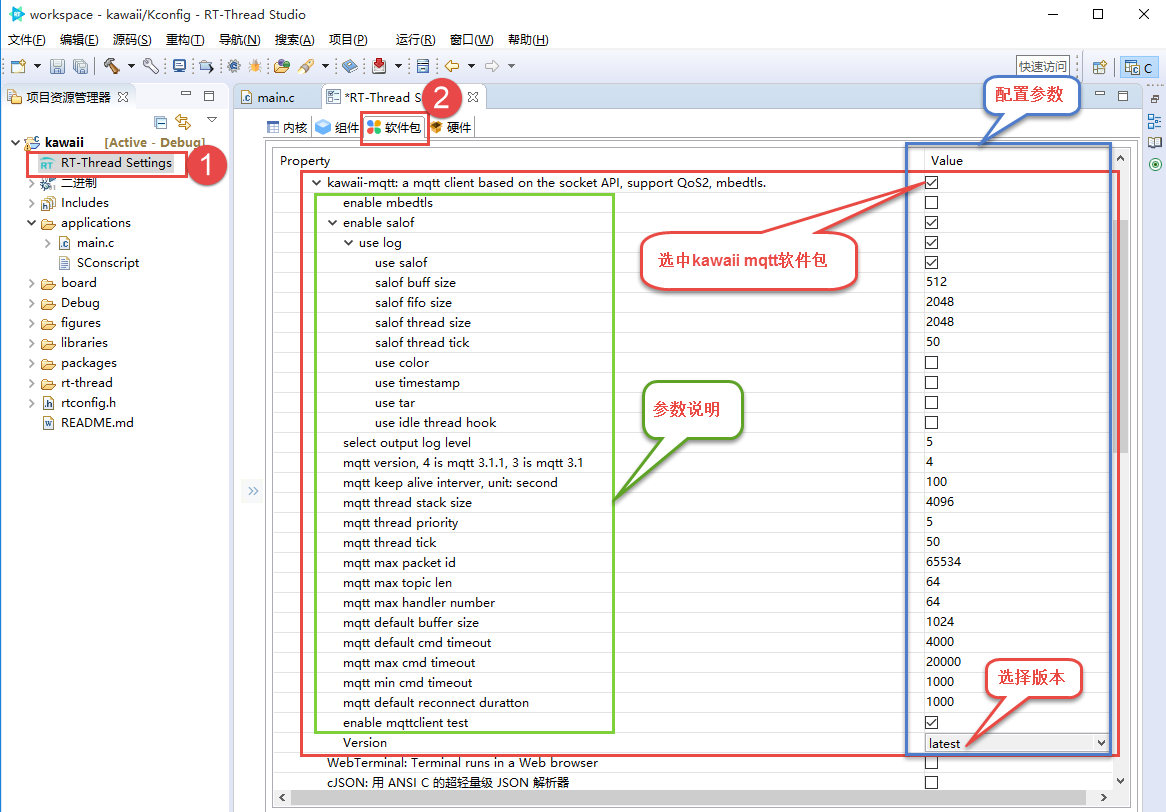 workspace - kawaii/Kconfig - RT-Thread Studio
文件(F) 编辑(E) 源码(S) 重构(T) 导航(N) 搜索(A) 项目(P) 运行(R) 窗口(W) 帮助(H)
快速访问
C
项目资源管理器
main.c
*RT-Thread S
2
配置参数
内核
组件
软件包
硬件
kawaii [Active - Debug]
RT-Thread Settings
1
二进制
Includes
applications
main.c
SConscript
board
Debug
figures
libraries
packages
rt-thread
rtconfig.h
README.md
Property Value
kawaii-mqtt: a mqtt client based on the socket API, support QoS2, mbedtls.
enable mbedtls
enable salof
use log
use salof
salof buff size 512
salof fifo size 2048
salof thread size 2048
salof thread tick 50
use color
use timestamp
use tar
use idle thread hook
select output log level 5
mqtt version, 4 is mqtt 3.1.1, 3 is mqtt 3.1 4
mqtt keep alive interver, unit: second 100
mqtt thread stack size 4096
mqtt thread priority 5
mqtt thread tick 50
mqtt max packet id 65534
mqtt max topic len 64
mqtt max handler number 64
mqtt default buffer size 1024
mqtt default cmd timeout 4000
mqtt max cmd timeout 20000
mqtt min cmd timeout 1000
mqtt default reconnect duratton 1000
enable mqttclient test
Version latest
WebTerminal: Terminal runs in a Web browser
cJSON: 用 ANSI C 的超轻量级 JSON 解析器
选中kawaii mqtt软件包
参数说明
选择版本